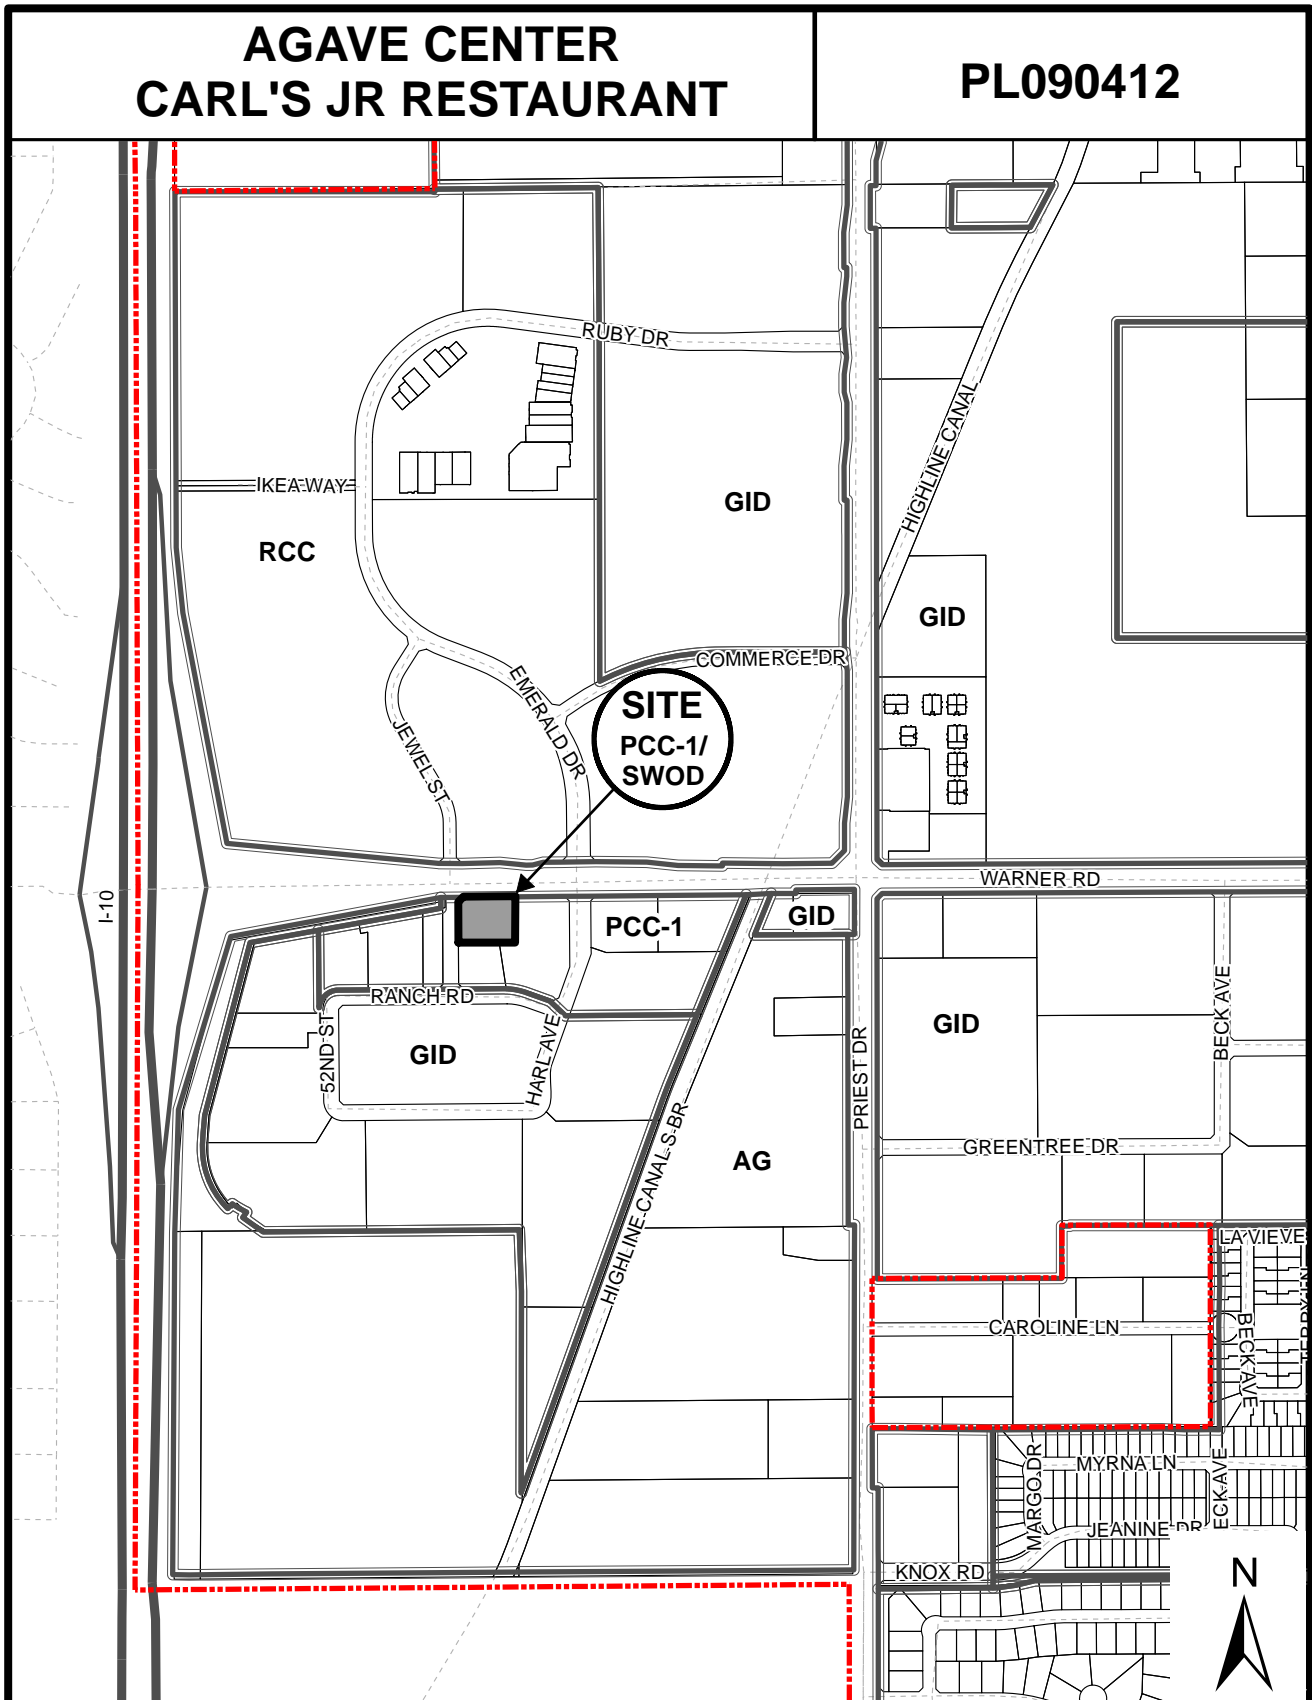 AGAVE CENTER
CARL'S JR RESTAURANT
PL090412
RUBY DR
HIGHLINE CANAL
IKEA WAY
GID
RCC
GID
COMMERCE DR
EMERALD DR
JEWEL ST
SITE
PCC-1/
SWOD
WARNER RD
I-10
PCC-1
GID
RANCH RD
52ND ST
GID
HARL AVE
PRIEST DR
GID
BECK AVE
HIGHLINE CANAL S BR
AG
GREENTREE DR
LA VIEVE
CAROLINE LN
BECK AVE
MARGO DR
MYRNA LN
ECK AVE
JEANINE DR
KNOX RD
N